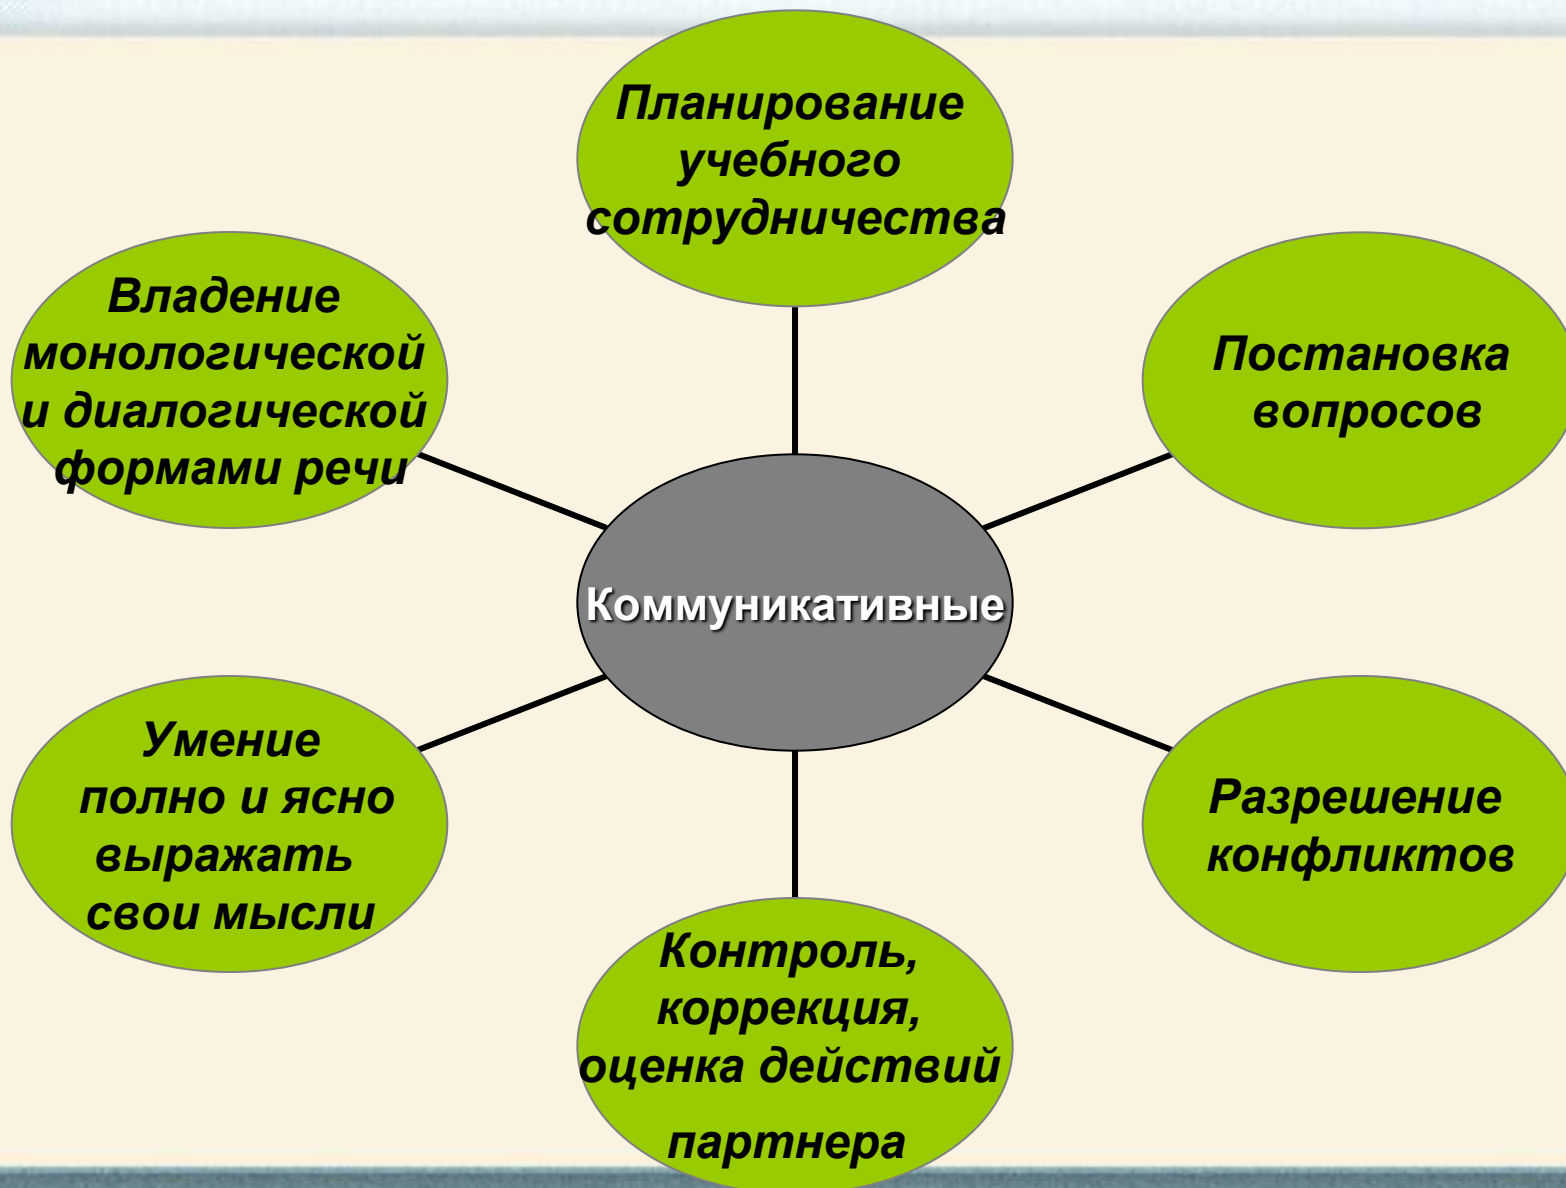 Планирование
учебного
сотрудничества
Владение
монологической
и диалогической
формами речи
Постановка
вопросов
Коммуникативные
Умение
полно и ясно
выражать
свои мысли
Разрешение
конфликтов
Контроль,
коррекция,
оценка действий
партнера